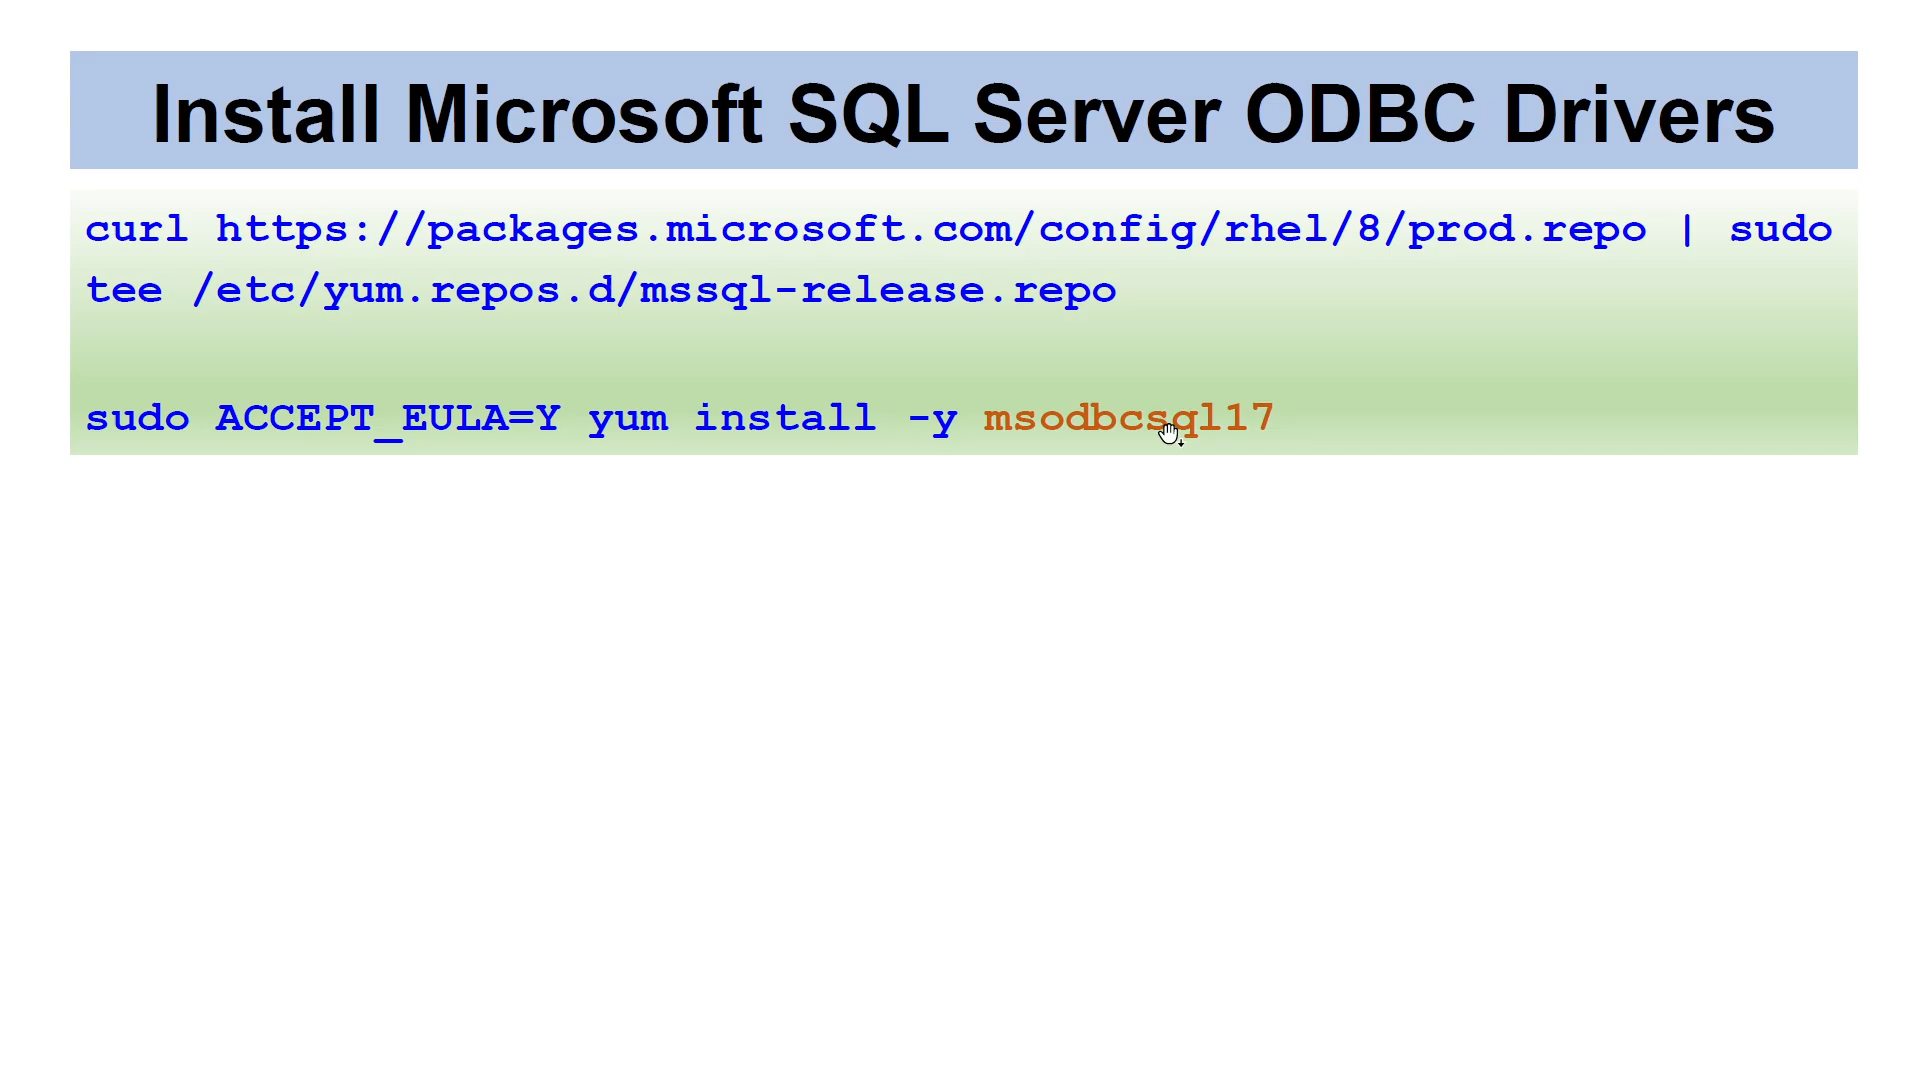 Install Microsoft SQL Server ODBC Drivers
curl https://packages.microsoft.com/config/rhel/8/prod.repo | sudo
tee /etc/yum.repos.d/mssql-release.repo
sudo ACCEPT_EULA=Y yum install -y msodbcsql17